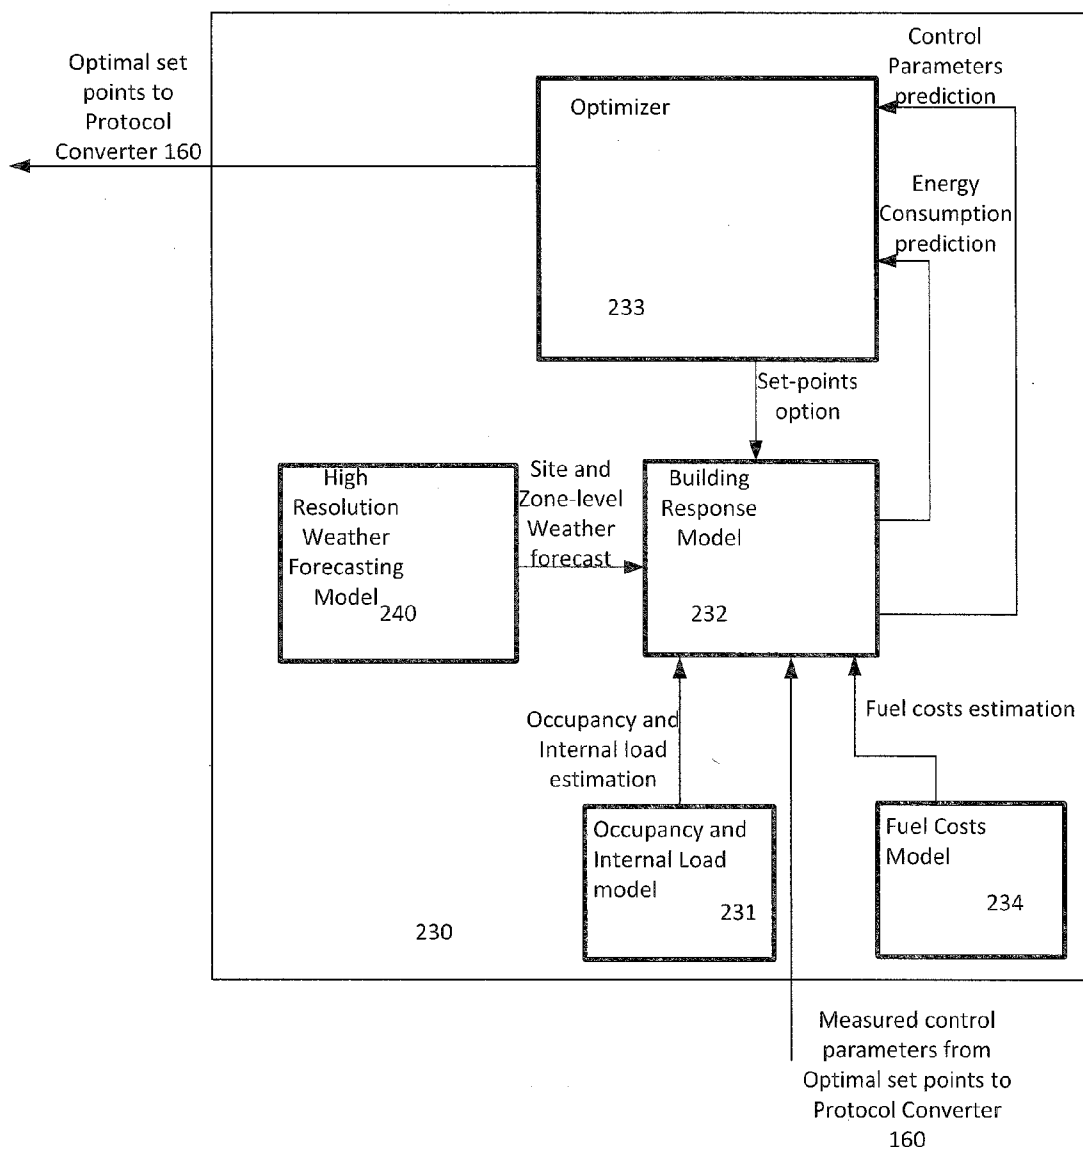 Optimal set
points to
Protocol
Converter 160
Control
Parameters
prediction
Optimizer
Energy
Consumption
prediction
233
Set-points
option
High
Resolution
Weather
Forecasting
Model
240
Site and
Zone-level
Weather
forecast
Building
Response
Model
232
Occupancy and
Internal load
estimation
Fuel costs estimation
Occupancy and
Internal Load
model
231
Fuel Costs
Model
234
230
Measured control
parameters from
Optimal set points to
Protocol Converter
160